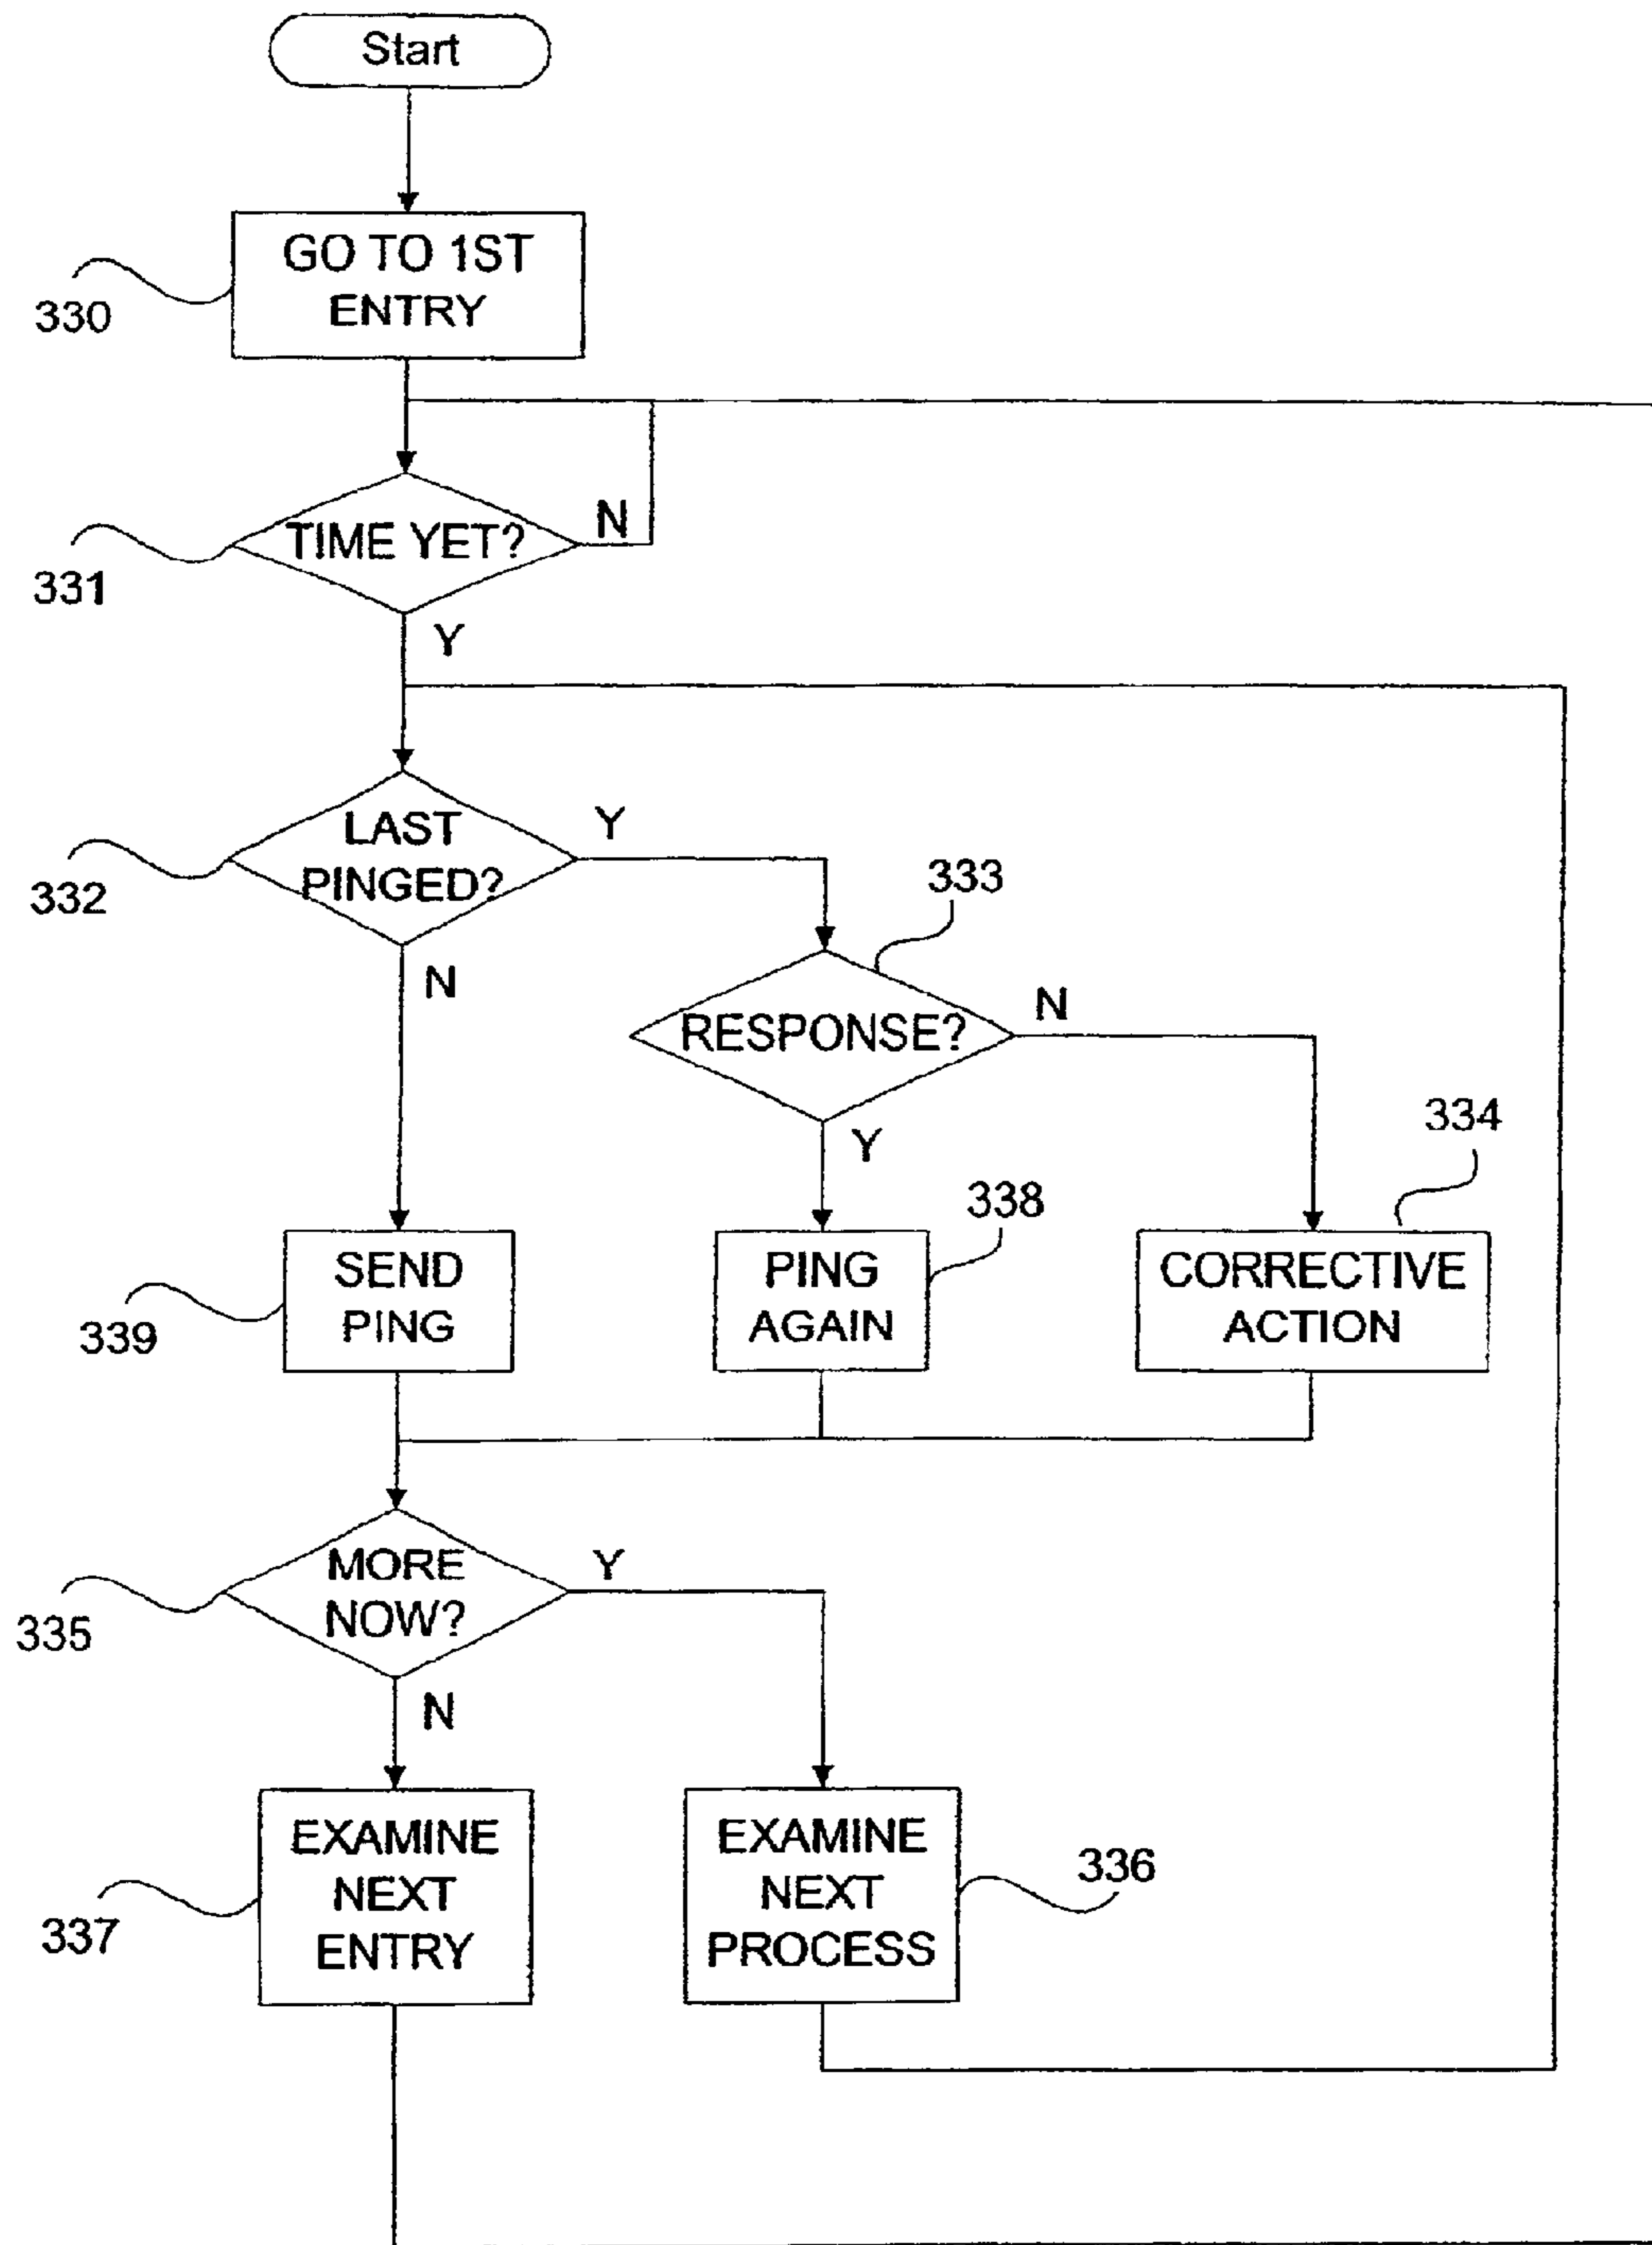 Start
GO TO 1ST
ENTRY
330
TIME YET?
N
331
Y
LAST
PINGED?
Y
332
333
N
RESPONSE?
N
334
Y
338
SEND
PING
339
PING
AGAIN
CORRECTIVE
ACTION
MORE
NOW?
Y
335
N
EXAMINE
NEXT
ENTRY
337
EXAMINE
NEXT
PROCESS
336